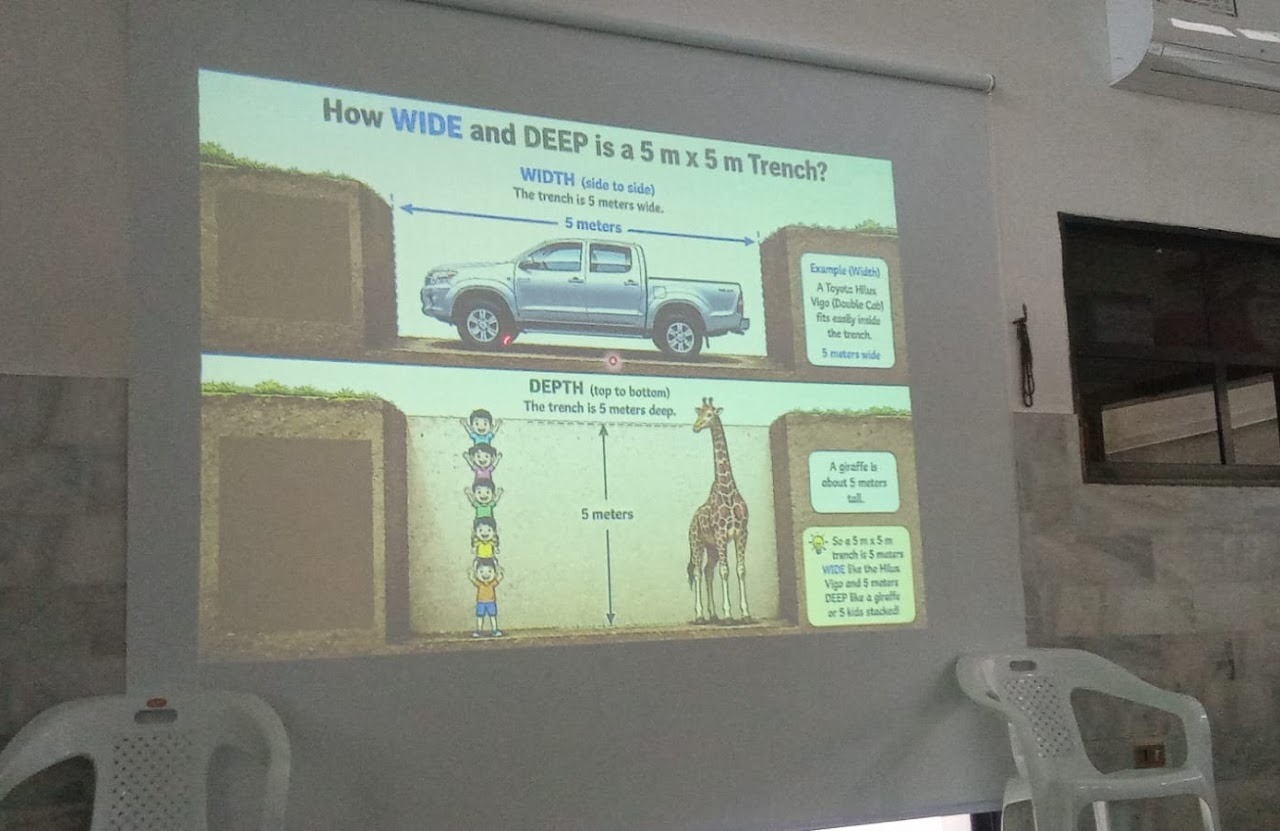 How WIDE and DEEP is a 5 m x 5 m Trench?
WIDTH (side to side)
The trench is 5 meters wide.
5 meters
Example (Width)
A Toyota Hilux
Vigo (Double Cab)
fits easily inside
the trench.
5 meters wide
DEPTH (top to bottom)
The trench is 5 meters deep.
5 meters
A giraffe is
about 5 meters
tall.
So a 5 m x 5 m
trench is 5 meters
WIDE like the Hilux
Vigo and 5 meters
DEEP like a giraffe
or 5 kids stacked!